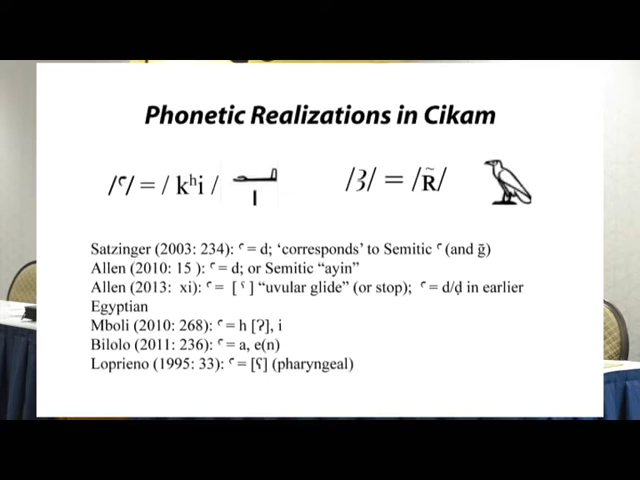 Phonetic Realizations in Cikam
/ꜥ/ = / kʰi /
/ꜣ/ = /ʀ̃/
Satzinger (2003: 234): ꜥ = d; ‘corresponds’ to Semitic ꜥ (and ḡ)
Allen (2010: 15 ): ꜥ = d; or Semitic “ayin”
Allen (2013:  xi): ꜥ =  [ ˤ ] “uvular glide” (or stop);  ꜥ = d/ḍ in earlier
Egyptian
Mboli (2010: 268): ꜥ = h [ʔ], i
Bilolo (2011: 236): ꜥ = a, e(n)
Loprieno (1995: 33): ꜥ = [ʕ] (pharyngeal)